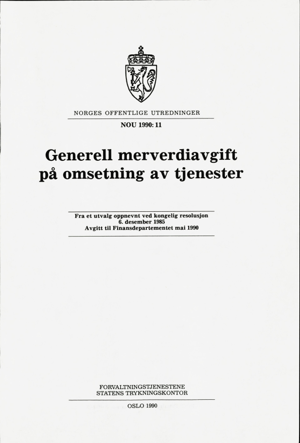 NORGES OFFENTLIGE UTREDNINGER
NOU 1990: 11
Generell merverdiavgift
på omsetning av tjenester
Fra et utvalg oppnevnt ved kongelig resolusjon
6. desember 1985
Avgitt til Finansdepartementet mai 1990
FORVALTNINGSTJENESTENE
STATENS TRYKNINGSKONTOR
OSLO 1990